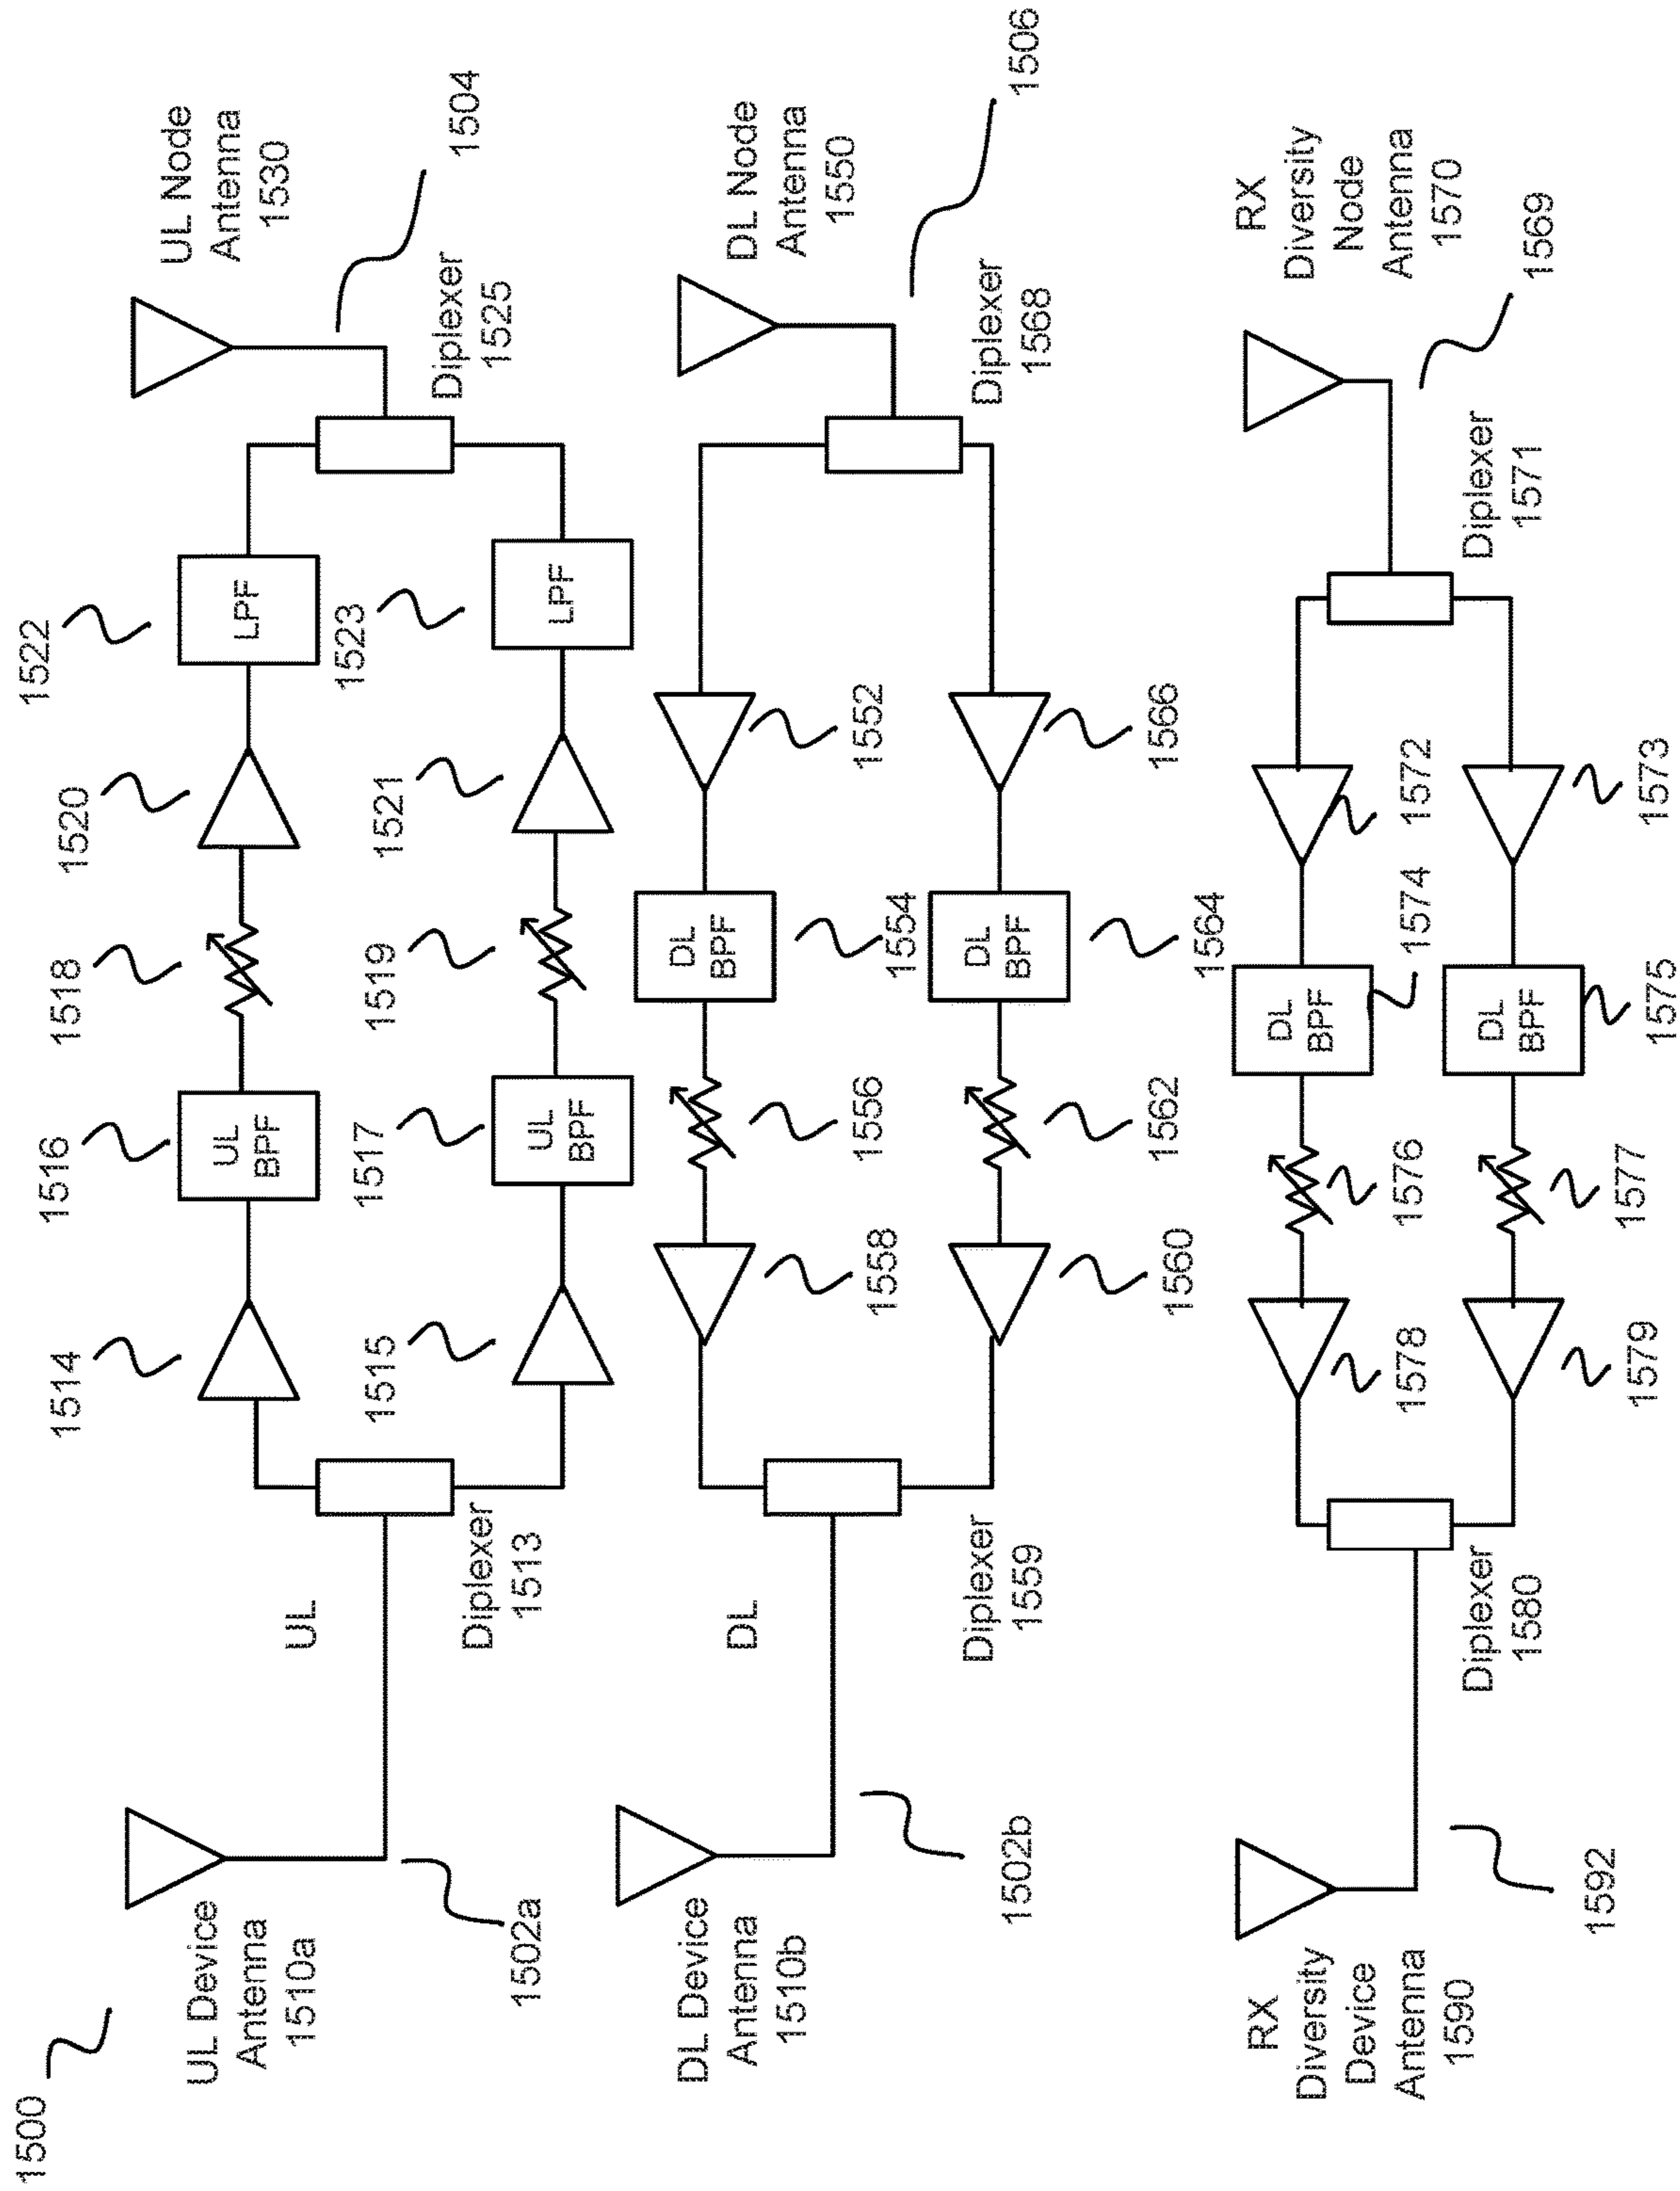 1500
UL Device
Antenna
1510a
1502a
UL
Diplexer
1513
1514
1515
1516
UL
BPF
1517
UL
BPF
1518
1519
1520
1521
1522
LPF
1523
LPF
Diplexer
1525
UL Node
Antenna
1530
1504
DL Device
Antenna
1510b
1502b
DL
Diplexer
1559
1558
1560
1556
1562
DL
BPF
1554
DL
BPF
1564
1552
1566
Diplexer
1568
DL Node
Antenna
1550
1506
RX
Diversity
Device
Antenna
1590
1592
Diplexer
1580
1578
1579
1576
1577
DL
BPF
1574
DL
BPF
1575
1572
1573
Diplexer
1571
RX
Diversity
Node
Antenna
1570
1569